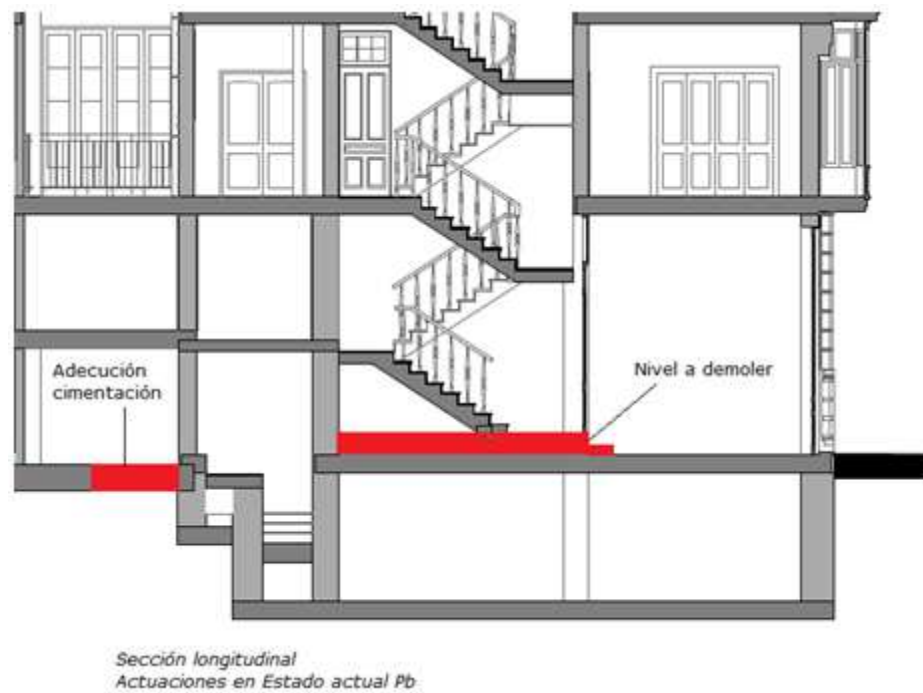 Adecución
cimentación
Nivel a demoler
Sección longitudinal
Actuaciones en Estado actual Pb